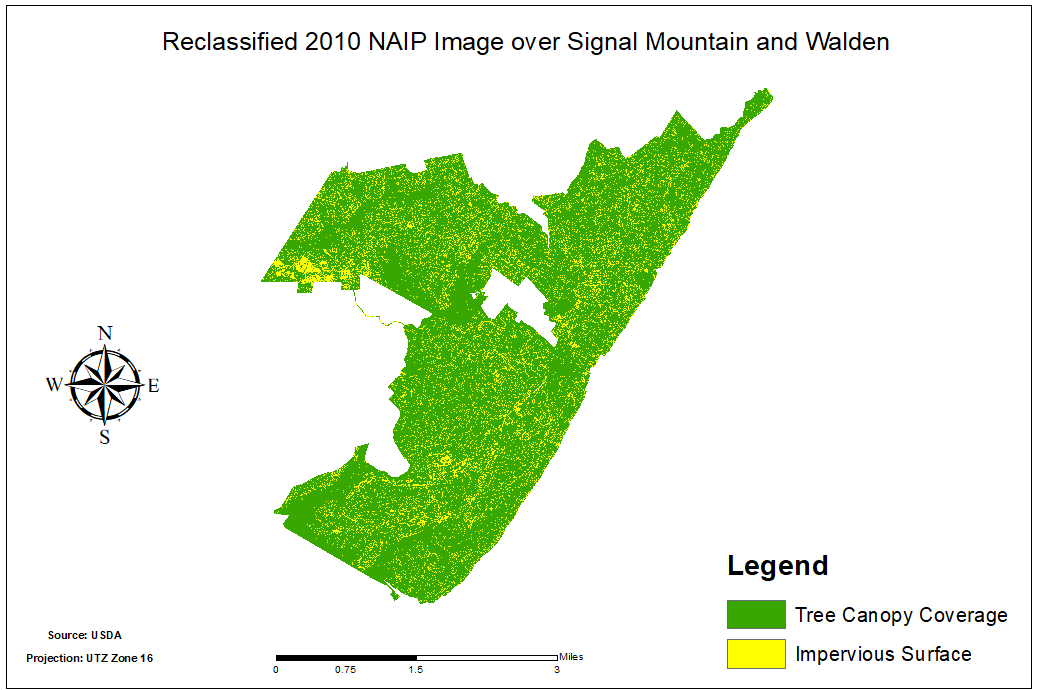 Reclassified 2010 NAIP Image over Signal Mountain and Walden
N
W E
S
Legend
Tree Canopy Coverage
Impervious Surface
Source: USDA
Projection: UTZ Zone 16
Miles
0 0.75 1.5 3